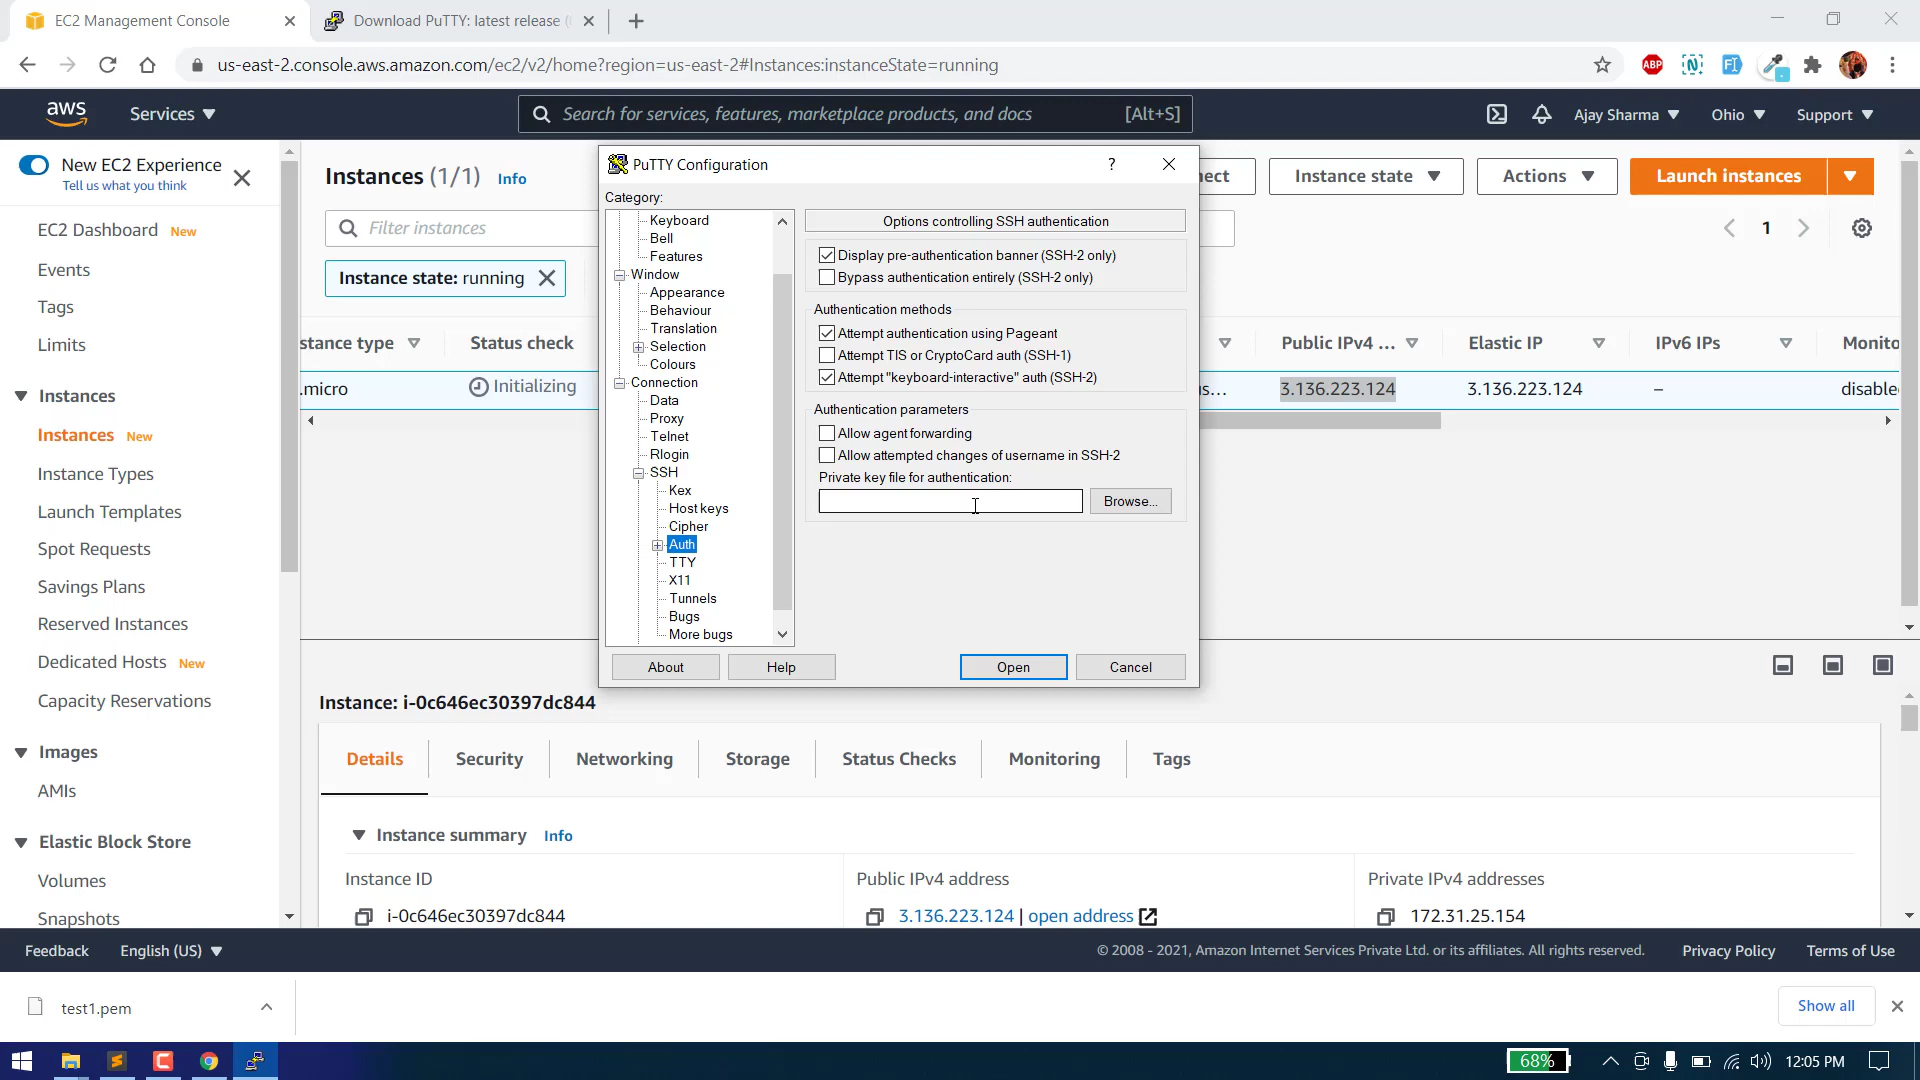 EC2 Management Console
Download PuTTY: latest release (
us-east-2.console.aws.amazon.com/ec2/v2/home?region=us-east-2#Instances:instanceState=running
ABP
aws
Services
Search for services, features, marketplace products, and docs
[Alt+S]
Ajay Sharma
Ohio
Support
New EC2 Experience
Tell us what you think
EC2 Dashboard New
Events
Tags
Limits
Instances
Instances New
Instance Types
Launch Templates
Spot Requests
Savings Plans
Reserved Instances
Dedicated Hosts New
Capacity Reservations
Images
AMIs
Elastic Block Store
Volumes
Snapshots
Instances (1/1) Info
Instance state
Actions
Launch instances
Filter instances
1
Instance state: running
stance type
Status check
Public IPv4 ...
Elastic IP
IPv6 IPs
Monito
.micro
Initializing
3.136.223.124
3.136.223.124
–
disable
PuTTY Configuration
?
Category:
Keyboard
Bell
Features
Window
Appearance
Behaviour
Translation
Selection
Colours
Connection
Data
Proxy
Telnet
Rlogin
SSH
Kex
Host keys
Cipher
Auth
TTY
X11
Tunnels
Bugs
More bugs
Options controlling SSH authentication
Display pre-authentication banner (SSH-2 only)
Bypass authentication entirely (SSH-2 only)
Authentication methods
Attempt authentication using Pageant
Attempt TIS or CryptoCard auth (SSH-1)
Attempt "keyboard-interactive" auth (SSH-2)
Authentication parameters
Allow agent forwarding
Allow attempted changes of username in SSH-2
Private key file for authentication:
Browse...
About
Help
Open
Cancel
Instance: i-0c646ec30397dc844
Details
Security
Networking
Storage
Status Checks
Monitoring
Tags
Instance summary Info
Instance ID
i-0c646ec30397dc844
Public IPv4 address
3.136.223.124 | open address
Private IPv4 addresses
172.31.25.154
Feedback
English (US)
© 2008 - 2021, Amazon Internet Services Private Ltd. or its affiliates. All rights reserved.
Privacy Policy
Terms of Use
test1.pem
Show all
68%
12:05 PM